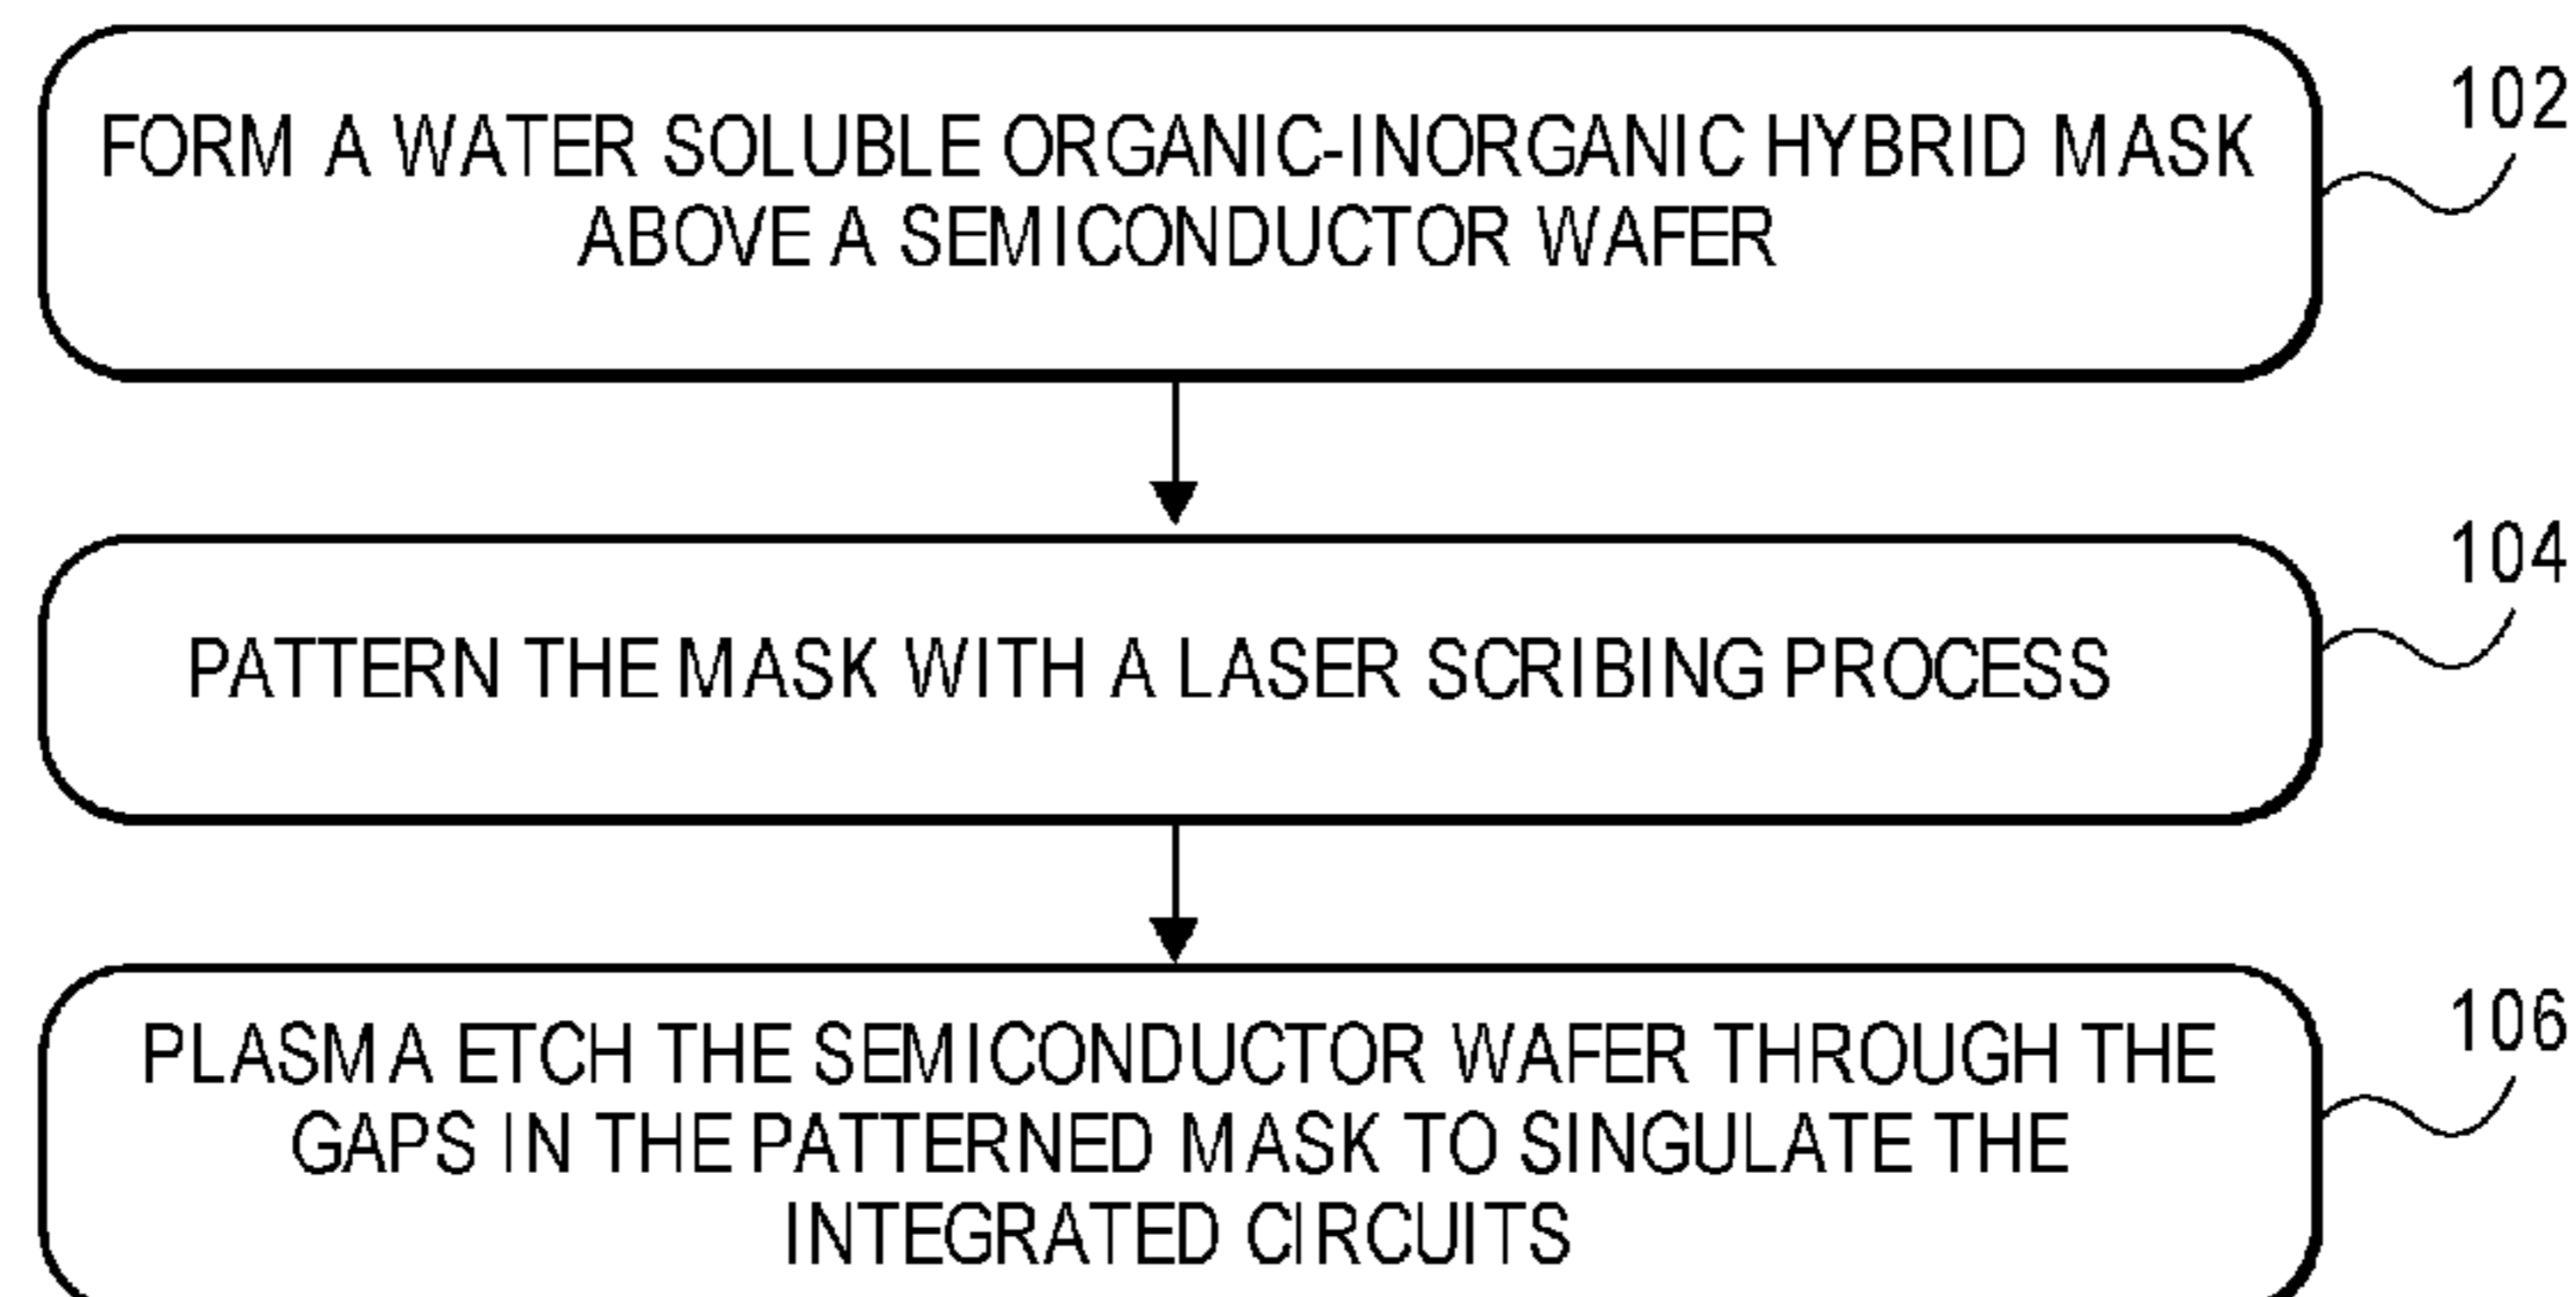 FORM A WATER SOLUBLE ORGANIC-INORGANIC HYBRID MASK
ABOVE A SEMICONDUCTOR WAFER
102
PATTERN THE MASK WITH A LASER SCRIBING PROCESS
104
PLASMA ETCH THE SEMICONDUCTOR WAFER THROUGH THE
GAPS IN THE PATTERNED MASK TO SINGULATE THE
INTEGRATED CIRCUITS
106